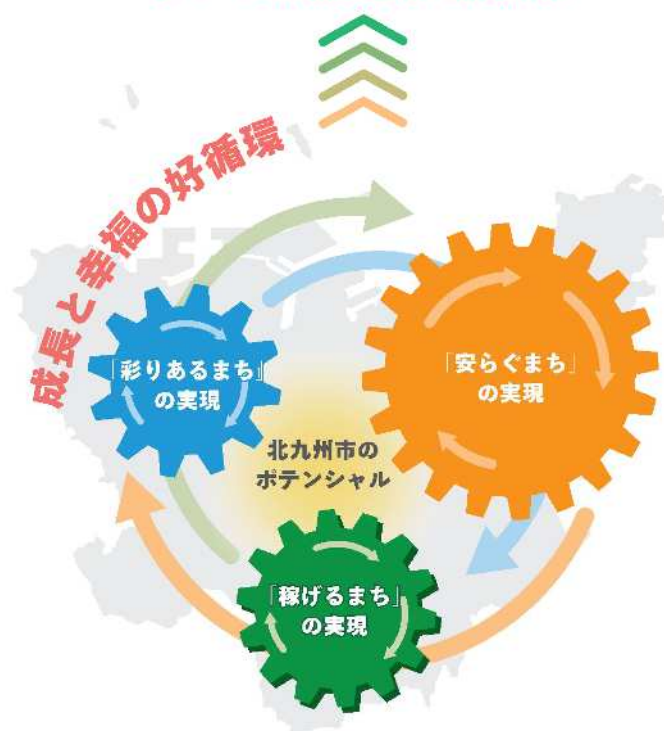 成長と幸福の好循環
「彩りあるまち」
の実現
「安らぐまち」
の実現
北九州市の
ポテンシャル
「稼げるまち」
の実現